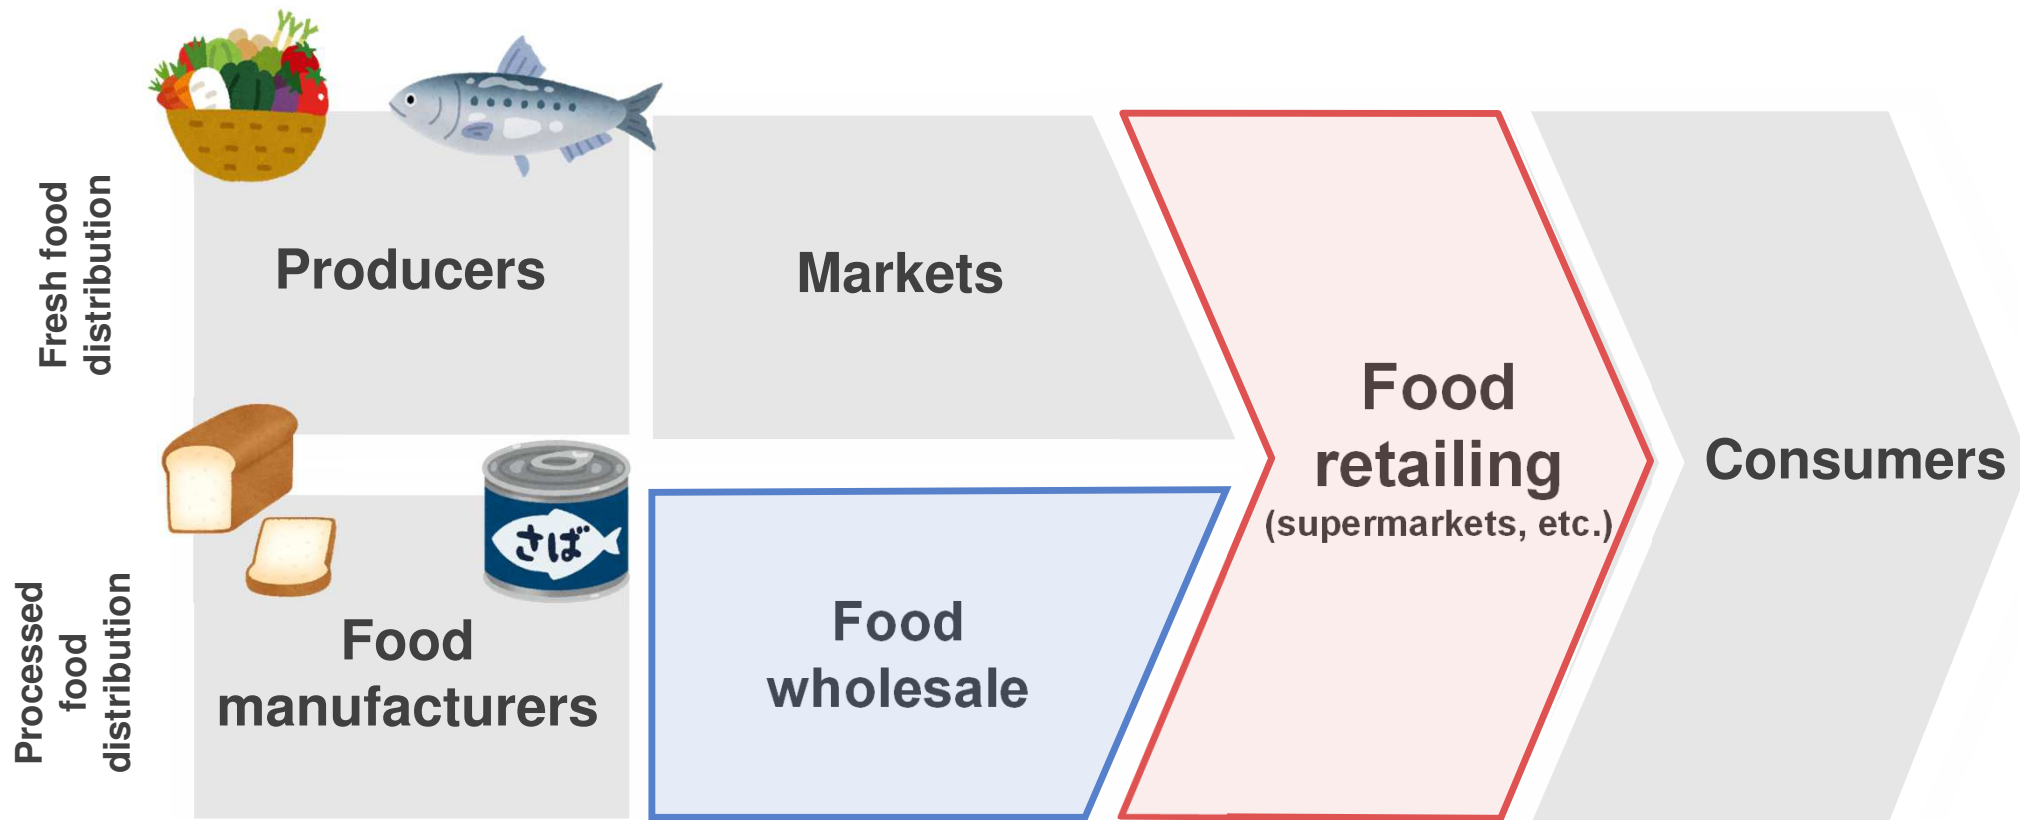 Fresh food
distribution
Producers
Markets
Processed
food
distribution
さば
Food
manufacturers
Food
wholesale
Food
retailing
(supermarkets, etc.)
Consumers